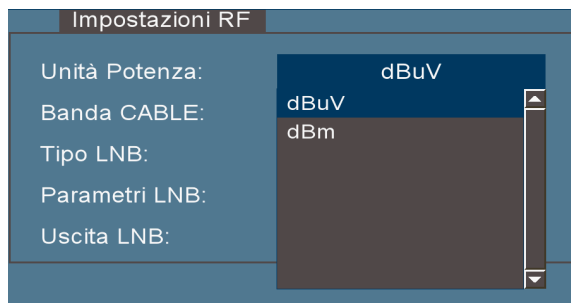 Impostazioni RF
Unità Potenza: dBuV
Banda CABLE: dBuV
dBm
Tipo LNB:
Parametri LNB:
Uscita LNB: